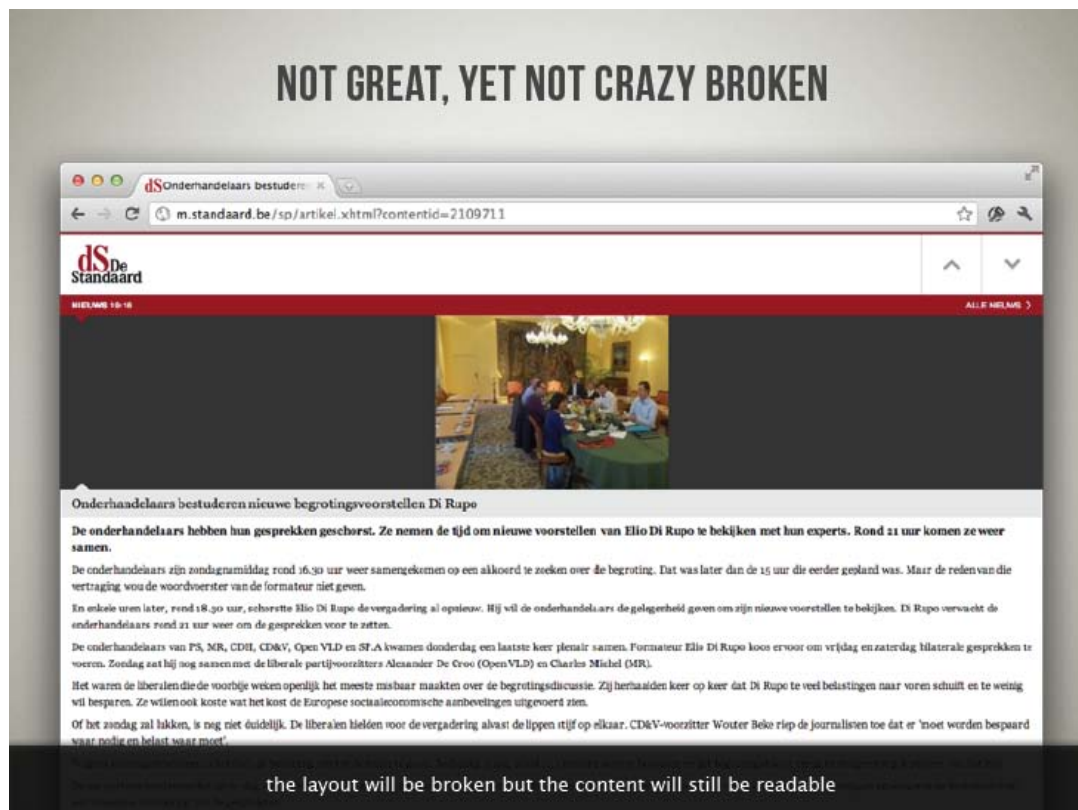 NOT GREAT, YET NOT CRAZY BROKEN
dS Onderhandelaars bestuderen
m.standaard.be/sp/artikel.xhtml?contentid=2109711
dS De
Standaard
NIEUWS 10-18
ALLE NIEUWS
Onderhandelaars bestuderen nieuwe begrotingsvoorstellen Di Rupo
De onderhandelaars hebben hun gesprekken geschorst. Ze nemen de tijd om nieuwe voorstellen van Elio Di Rupo te bekijken met hun experts. Rond 21 uur komen ze weer
samen.
De onderhandelaars zijn zondagnamiddag rond 16.30 uur weer samengekomen op een akkoord te zoeken over de begroting. Dat was later dan de 15 uur die eerder gepland was. Maar de reden van die
vertraging wou de woordvoerster van de formateur niet geven.
En enkele uren later, rond 18.30 uur, schorstte Elio Di Rupo de vergadering al opnieuw. Hij wil de onderhandelaars de gelegenheid geven om zijn nieuwe voorstellen te bekijken. Di Rupo verwacht de
onderhandelaars rond 21 uur weer om de gesprekken voor te zetten.
De onderhandelaars van PS, MR, CDH, CD&V, Open VLD en SP.A kwamen donderdag een laatste keer plenair samen. Formateur Elio Di Rupo koos ervoor om vrijdag en zaterdag bilaterale gesprekken te
voeren. Zondag zat hij nog samen met de liberale partijvoorzitters Alexander De Croo (Open VLD) en Charles Michel (MR).
Het waren de liberalen die de voorbije weken openlijk het meeste misbaar maakten over de begrotingsdiscussie. Zij herhaalden keer op keer dat Di Rupo te veel belastingen naar voren schuift en te weinig
wil besparen. Ze willen ook koste wat het kost de Europese sociaaleconomische aanbevelingen uitgevoerd zien.
Of het zondag zal lukken, is nog niet duidelijk. De liberalen hielden voor de vergadering alvast de lippen stijf op elkaar. CD&V-voorzitter Wouter Beke riep de journalisten toe dat er 'moet worden bespaard
waar nodig en belast waar moet'.
the layout will be broken but the content will still be readable